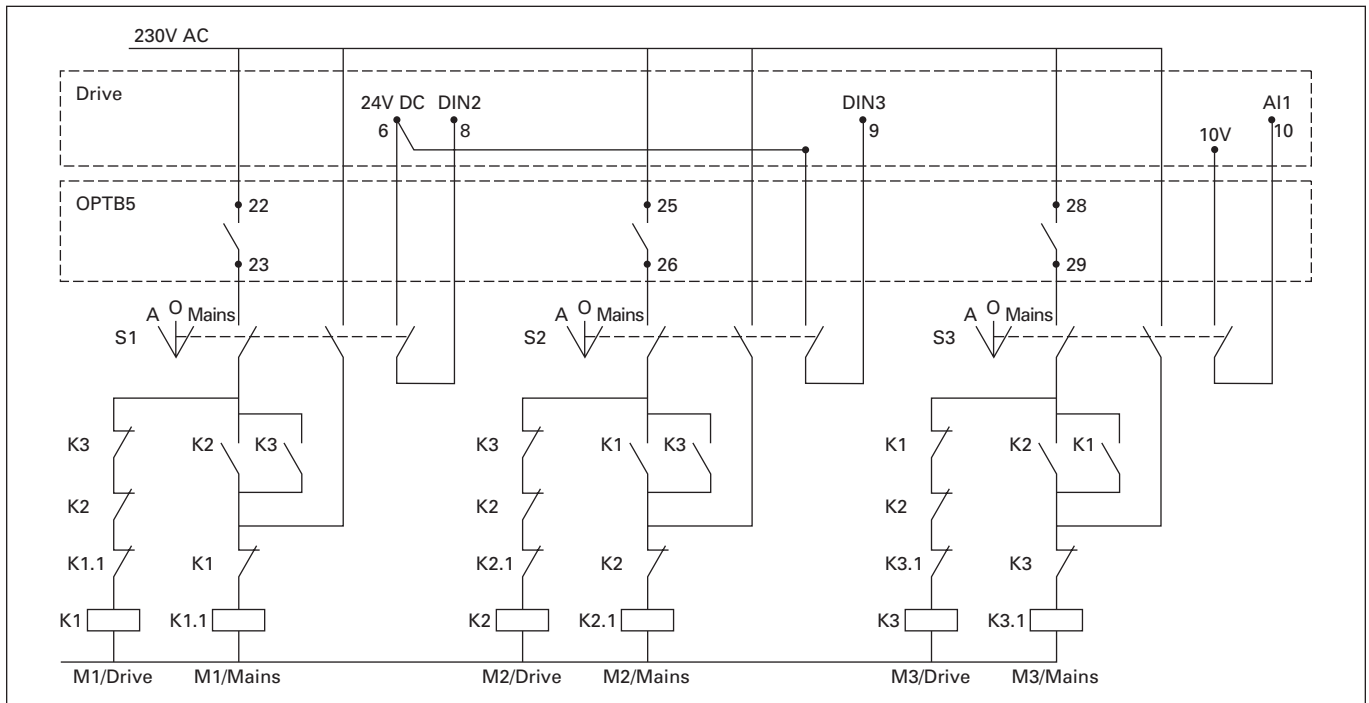 230V AC
Drive
24V DC DIN2
6 8
DIN3
9
AI1
10V 10
OPTB5
22
23
25
26
28
29
A O Mains
S1
A O Mains
S2
A O Mains
S3
K3 K2 K3
K2
K1.1 K1
K1 K1.1
K3 K1 K3
K2
K2.1 K2
K2 K2.1
K1 K2 K1
K2
K3.1 K3
K3 K3.1
M1/Drive M1/Mains
M2/Drive M2/Mains
M3/Drive M3/Mains